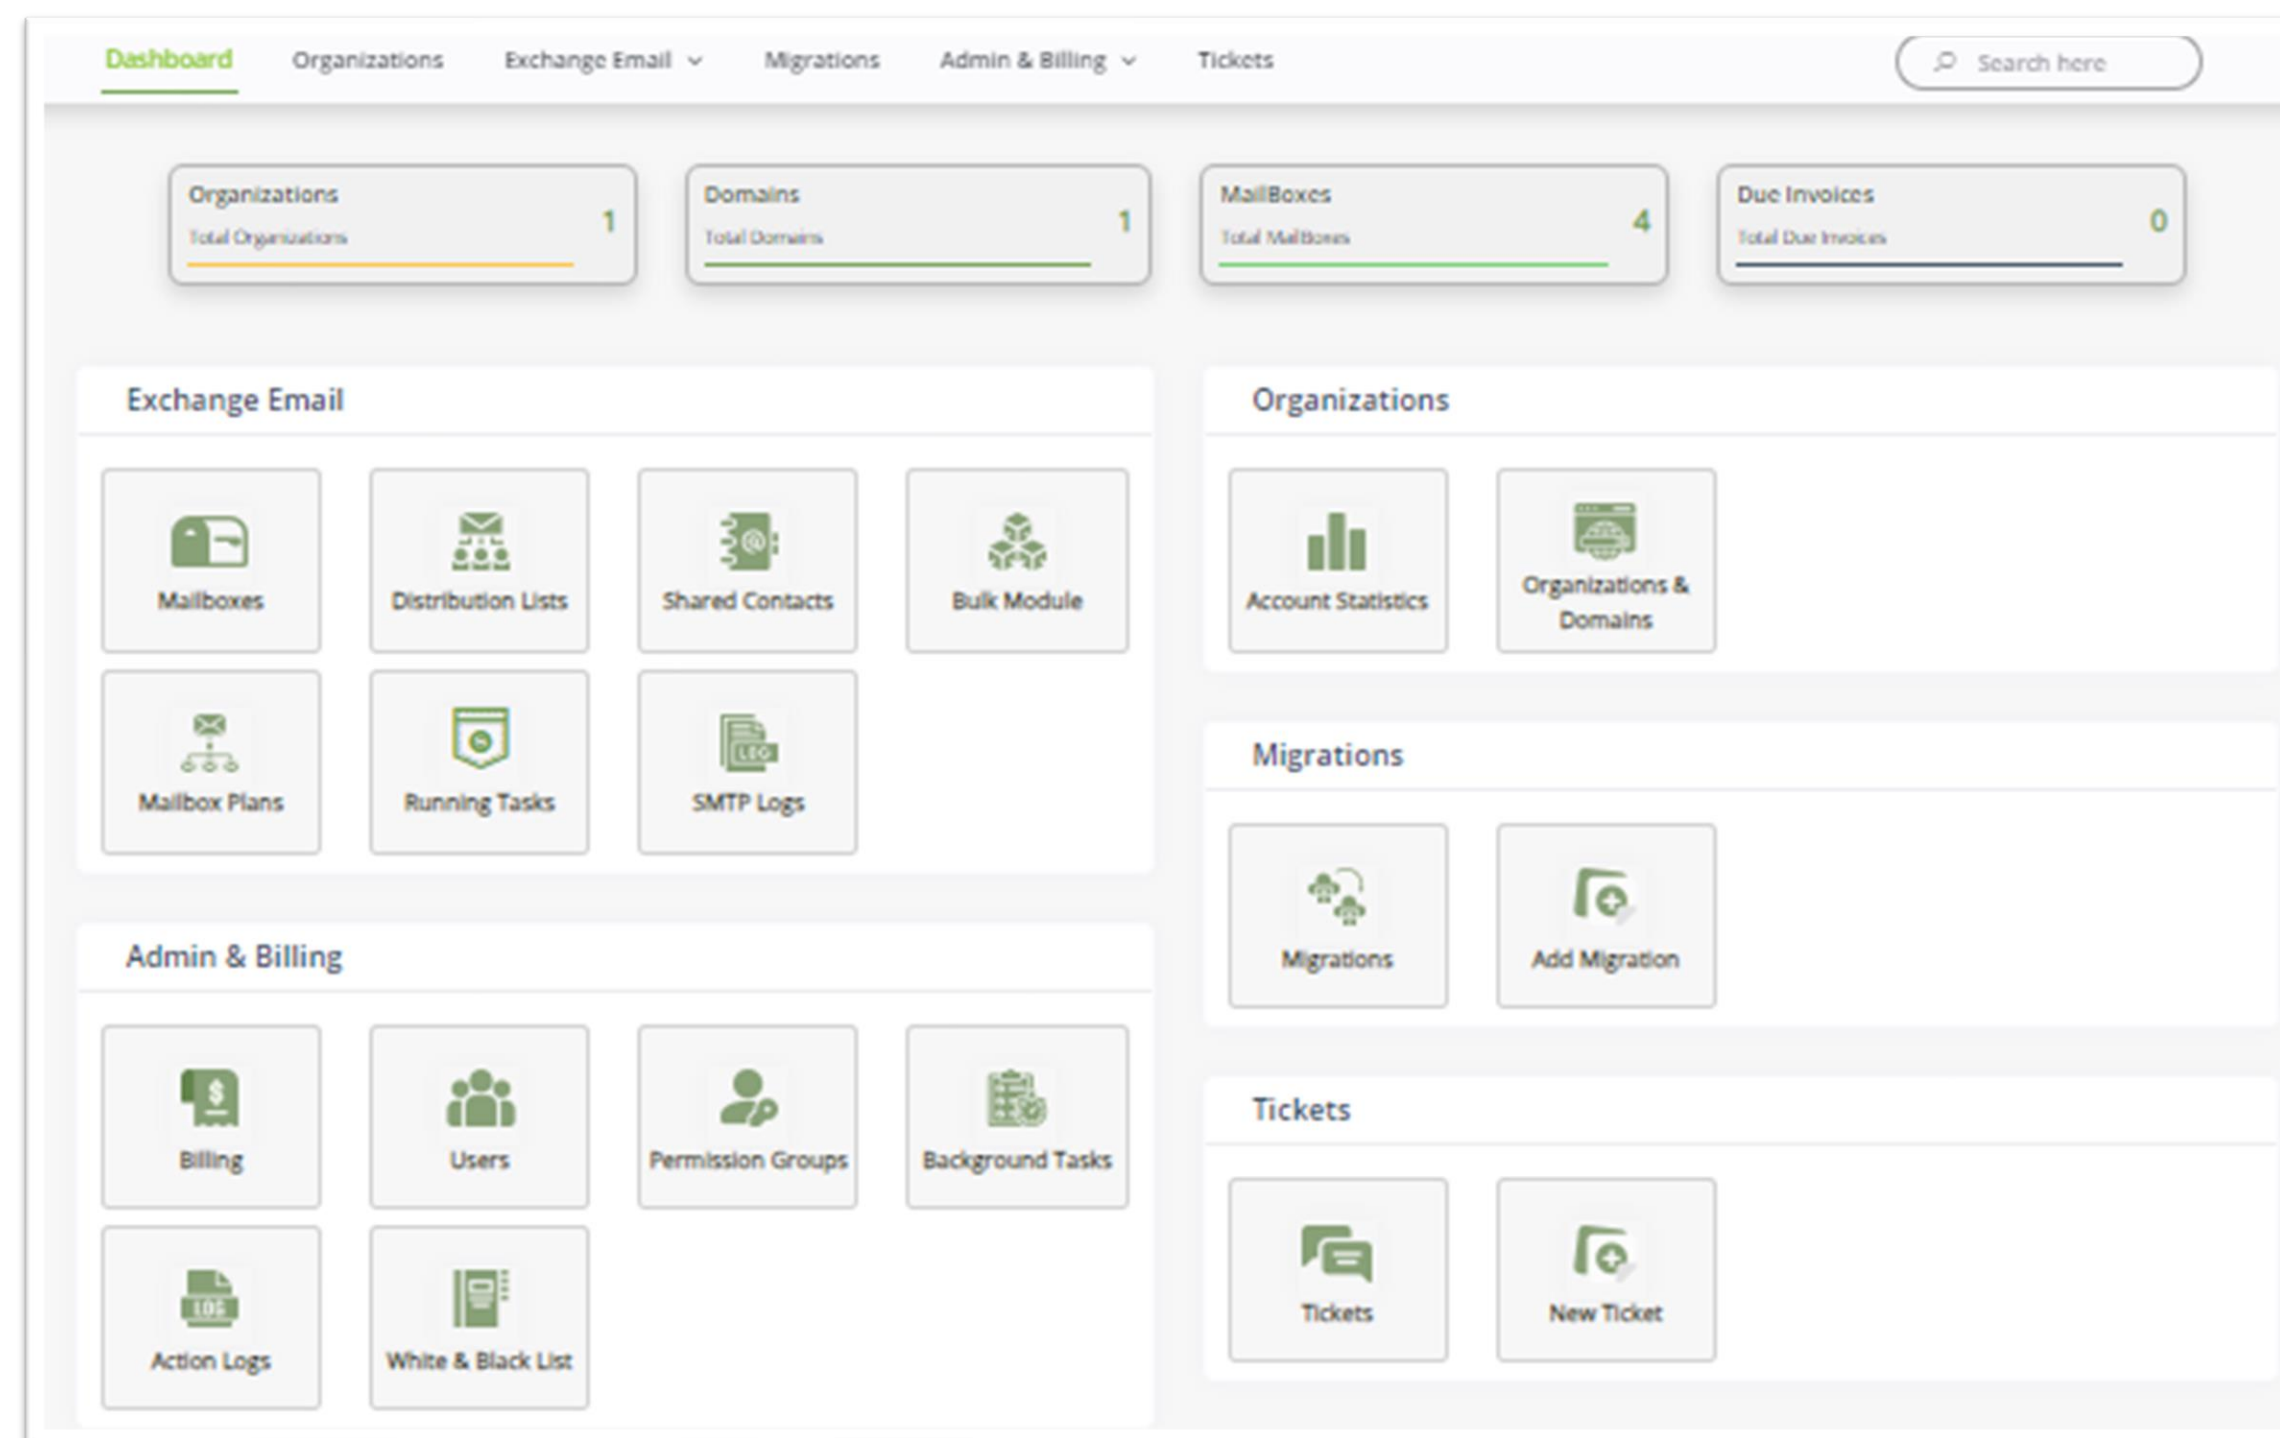 Dashboard Organizations Exchange Email Migrations Admin & Billing Tickets Search here
Organizations
Total Organizations
1
Domains
Total Domains
1
MailBoxes
Total MailBoxes
4
Due Invoices
Total Due Invoices
0
Exchange Email
Mailboxes
Distribution Lists
Shared Contacts
Bulk Module
Mailbox Plans
Running Tasks
LOG
SMTP Logs
Admin & Billing
Billing
Users
Permission Groups
Background Tasks
LOG
Action Logs
White & Black List
Organizations
Account Statistics
Organizations &
Domains
Migrations
Migrations
Add Migration
Tickets
Tickets
New Ticket